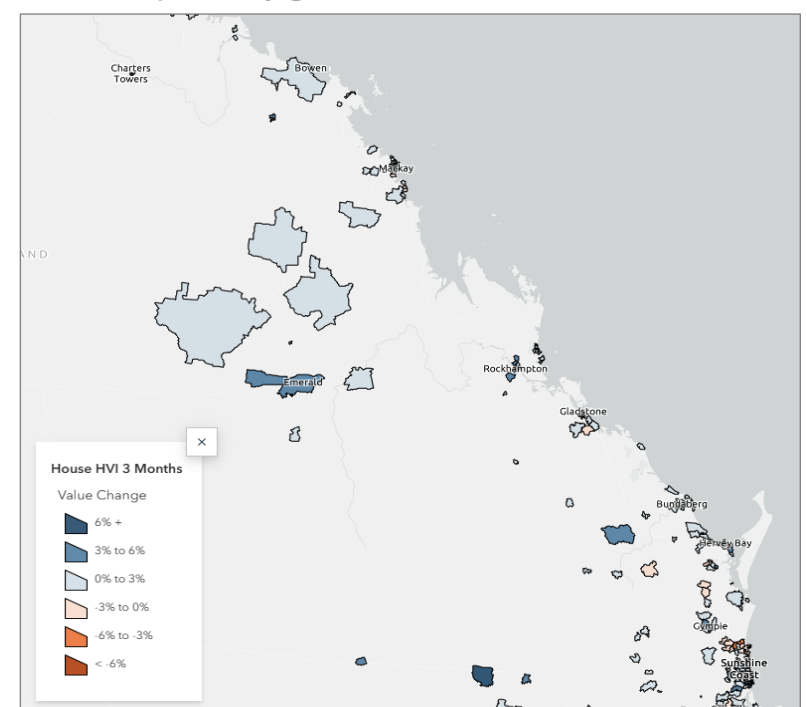 Charters
Towers
Bowen
Mackay
AND
Rockhampton
Emerald
Gladstone
Bundaberg
Hervey Bay
Gympie
Sunshine
Coast
×
House HVI 3 Months
Value Change
6% +
3% to 6%
0% to 3%
-3% to 0%
-6% to -3%
< -6%